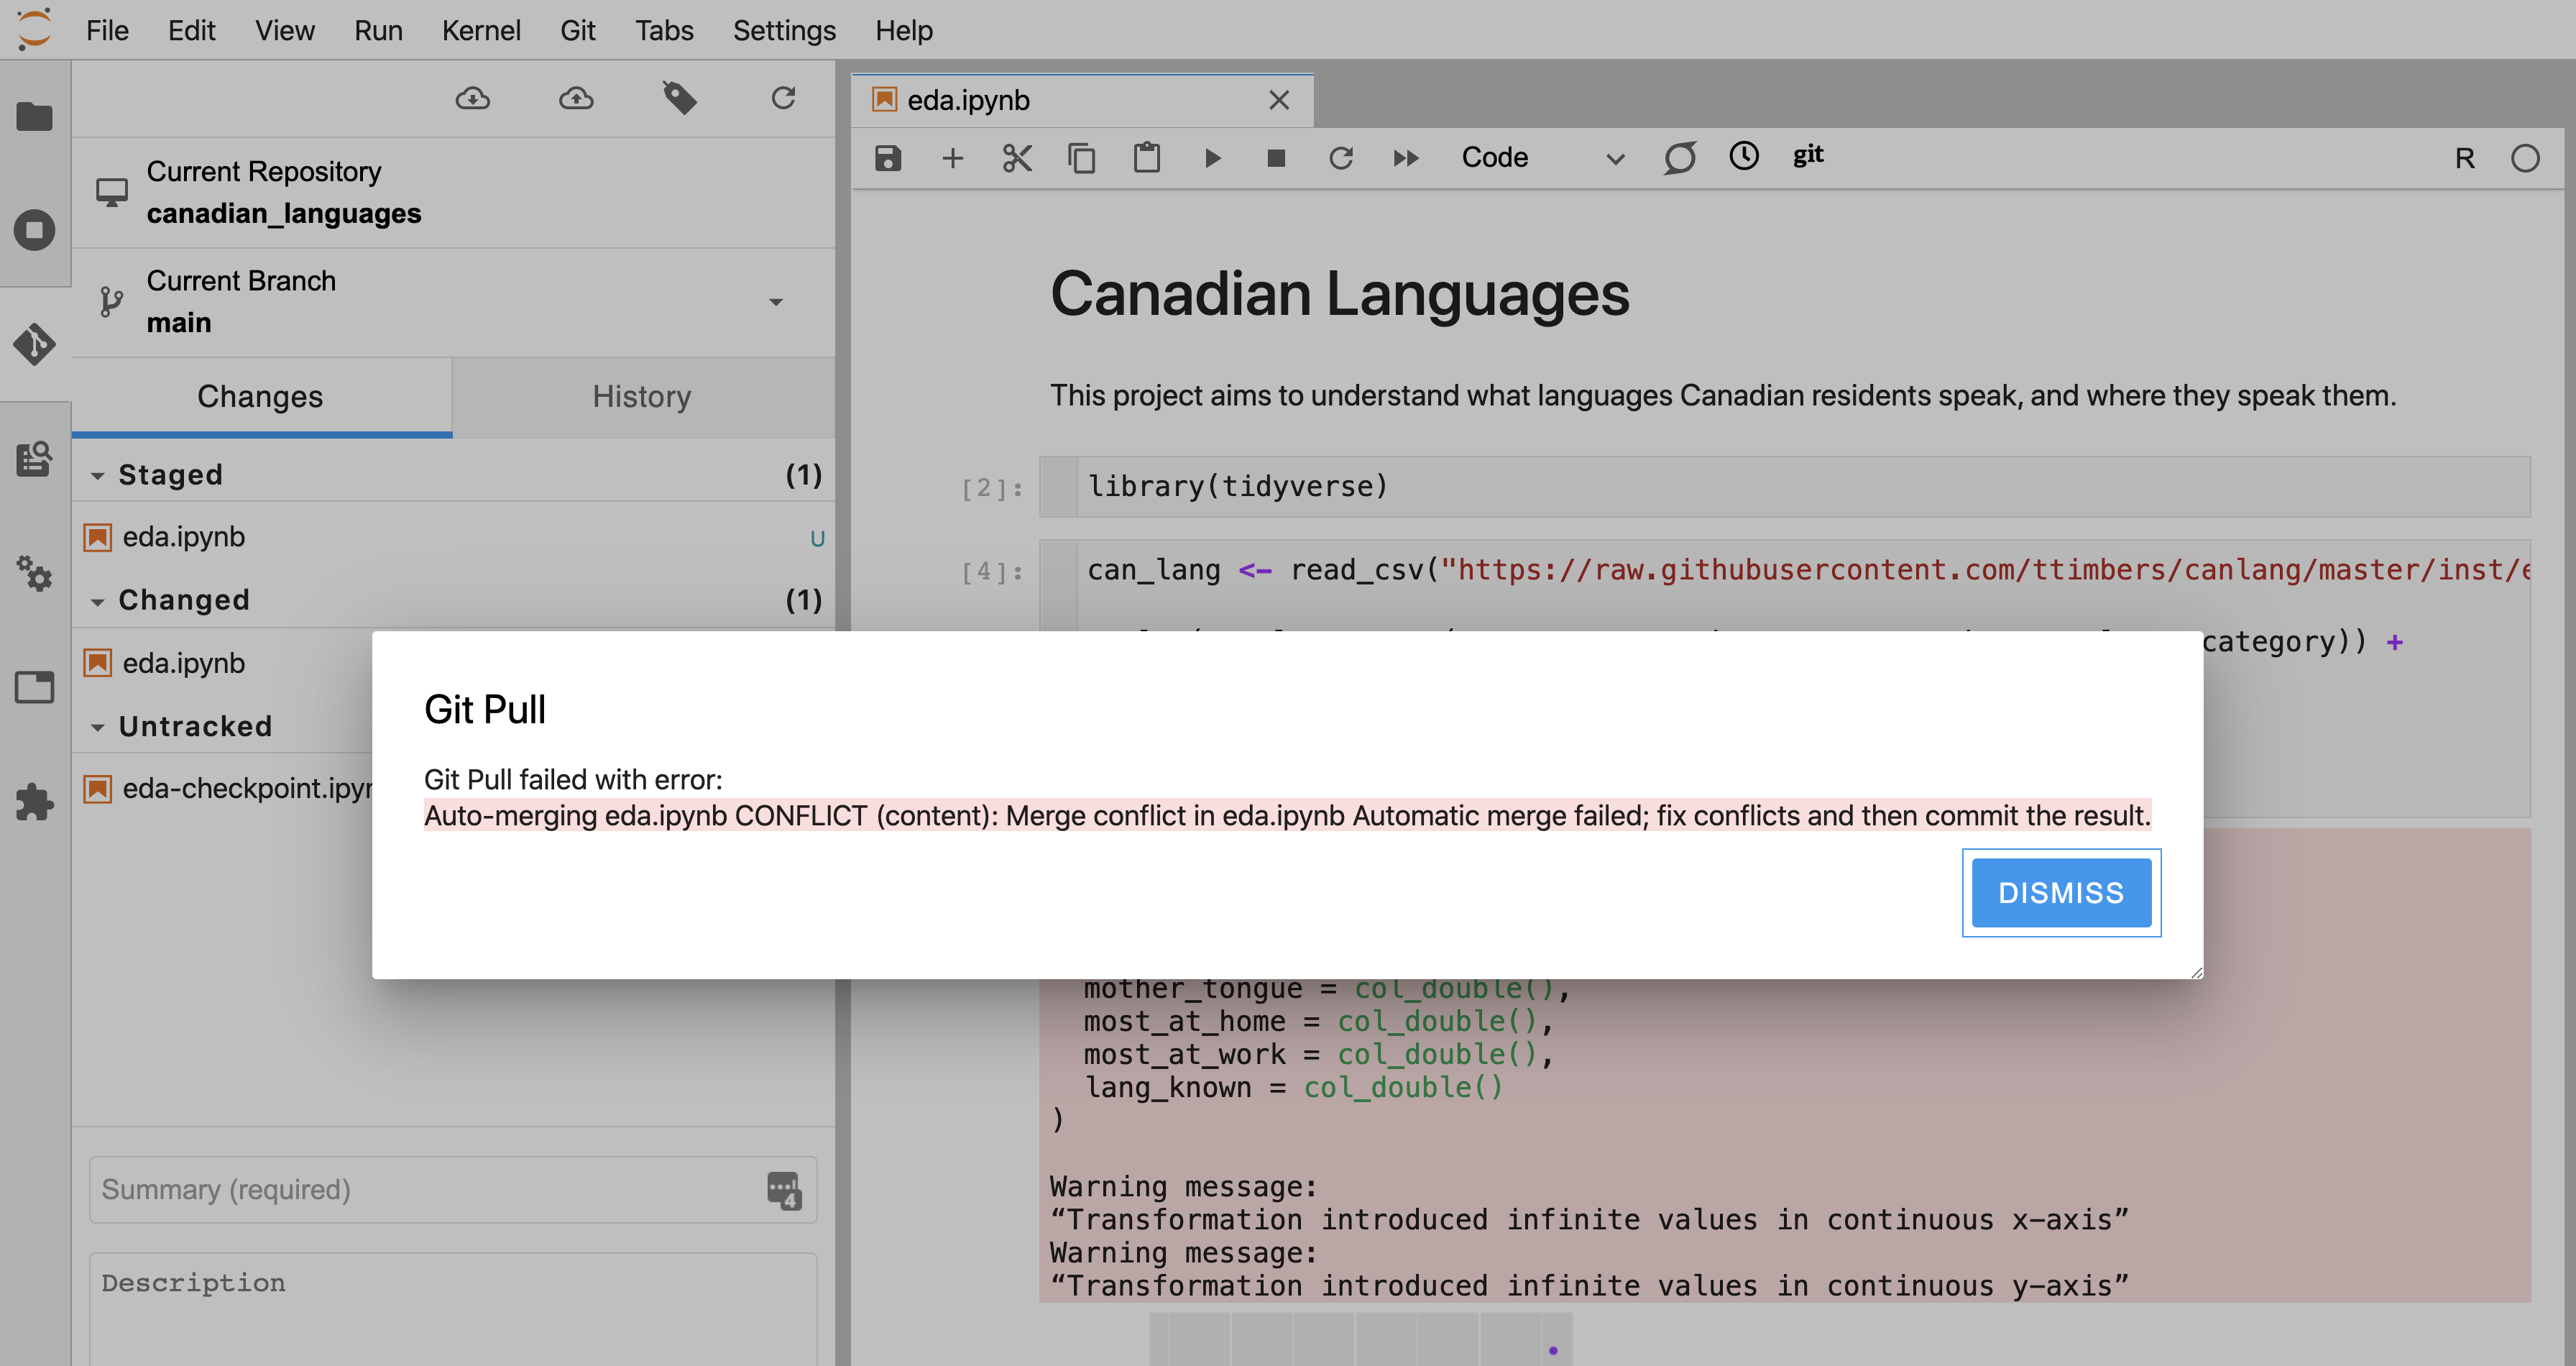 File Edit View Run Kernel Git Tabs Settings Help
Current Repository
canadian_languages
Current Branch
main
Changes History
Staged (1)
eda.ipynb U
Changed (1)
eda.ipynb
Untracked
eda-checkpoint.ipyn
Summary (required)
4
Description
eda.ipynb
Code git R
Canadian Languages
This project aims to understand what languages Canadian residents speak, and where they speak them.
[2]: library(tidyverse)
[4]: can_lang <- read_csv("https://raw.githubusercontent.com/ttimbers/canlang/master/inst/e
category)) +
Git Pull
Git Pull failed with error:
Auto-merging eda.ipynb CONFLICT (content): Merge conflict in eda.ipynb Automatic merge failed; fix conflicts and then commit the result.
DISMISS
mother_tongue = col_double(),
most_at_home = col_double(),
most_at_work = col_double(),
lang_known = col_double()
)
Warning message:
“Transformation introduced infinite values in continuous x-axis”
Warning message:
“Transformation introduced infinite values in continuous y-axis”